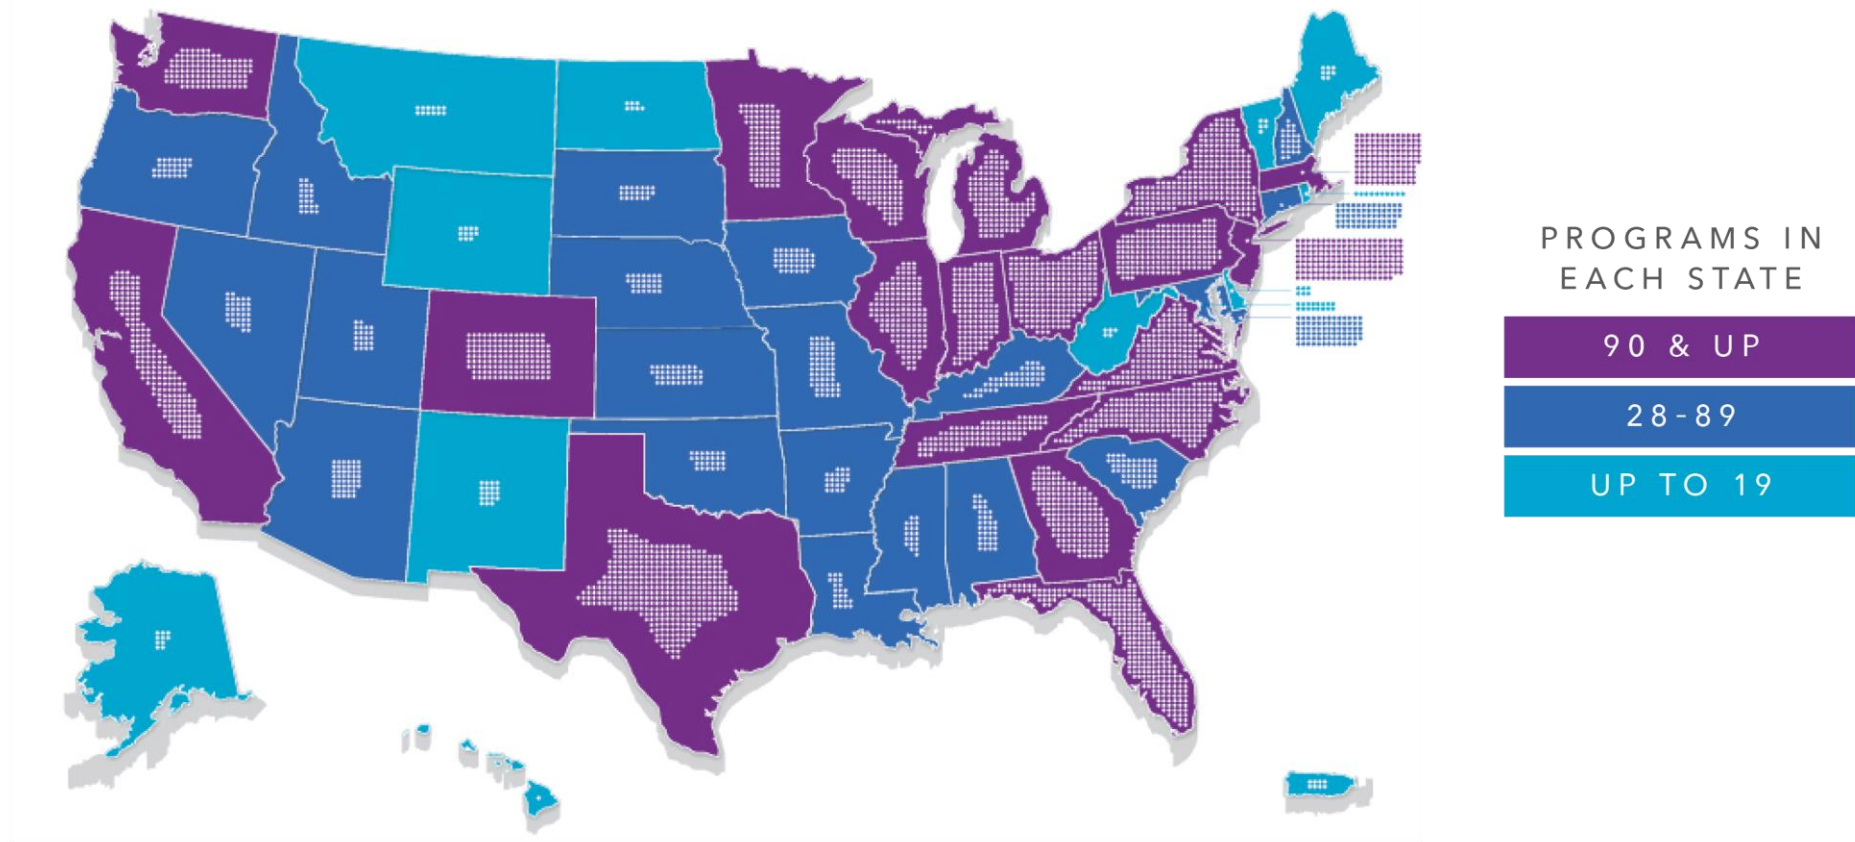 PROGRAMS IN
EACH STATE
90 & UP
28-89
UP TO 19